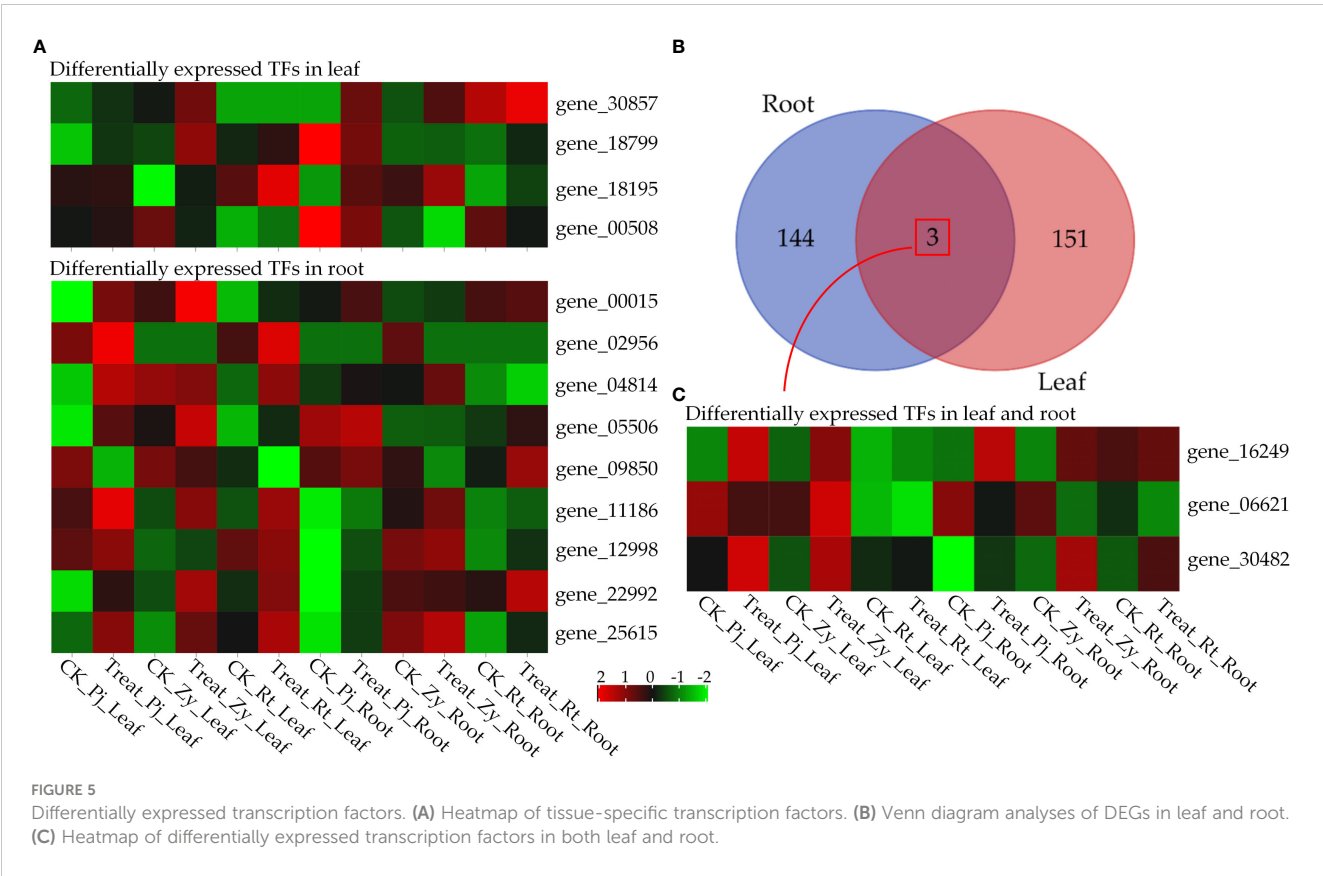 A
Differentially expressed TFs in leaf
gene_30857
gene_18799
gene_18195
gene_00508
Differentially expressed TFs in root
gene_00015
gene_02956
gene_04814
gene_05506
gene_09850
gene_11186
gene_12998
gene_22992
gene_25615
CK_Pj_Leaf
Treat_Pj_Leaf
CK_Zy_Leaf
Treat_Zy_Leaf
CK_Rt_Leaf
Treat_Rt_Leaf
CK_Pj_Root
Treat_Pj_Root
CK_Zy_Root
Treat_Zy_Root
CK_Rt_Root
Treat_Rt_Root
2 1 0 -1 -2
B
Root
144
3
151
Leaf
C
Differentially expressed TFs in leaf and root
gene_16249
gene_06621
gene_30482
CK_Pj_Leaf
Treat_Pj_Leaf
CK_Zy_Leaf
Treat_Zy_Leaf
CK_Rt_Leaf
Treat_Rt_Leaf
CK_Pj_Root
Treat_Pj_Root
CK_Zy_Root
Treat_Zy_Root
CK_Rt_Root
Treat_Rt_Root
FIGURE 5
Differentially expressed transcription factors. (A) Heatmap of tissue-specific transcription factors. (B) Venn diagram analyses of DEGs in leaf and root.
(C) Heatmap of differentially expressed transcription factors in both leaf and root.